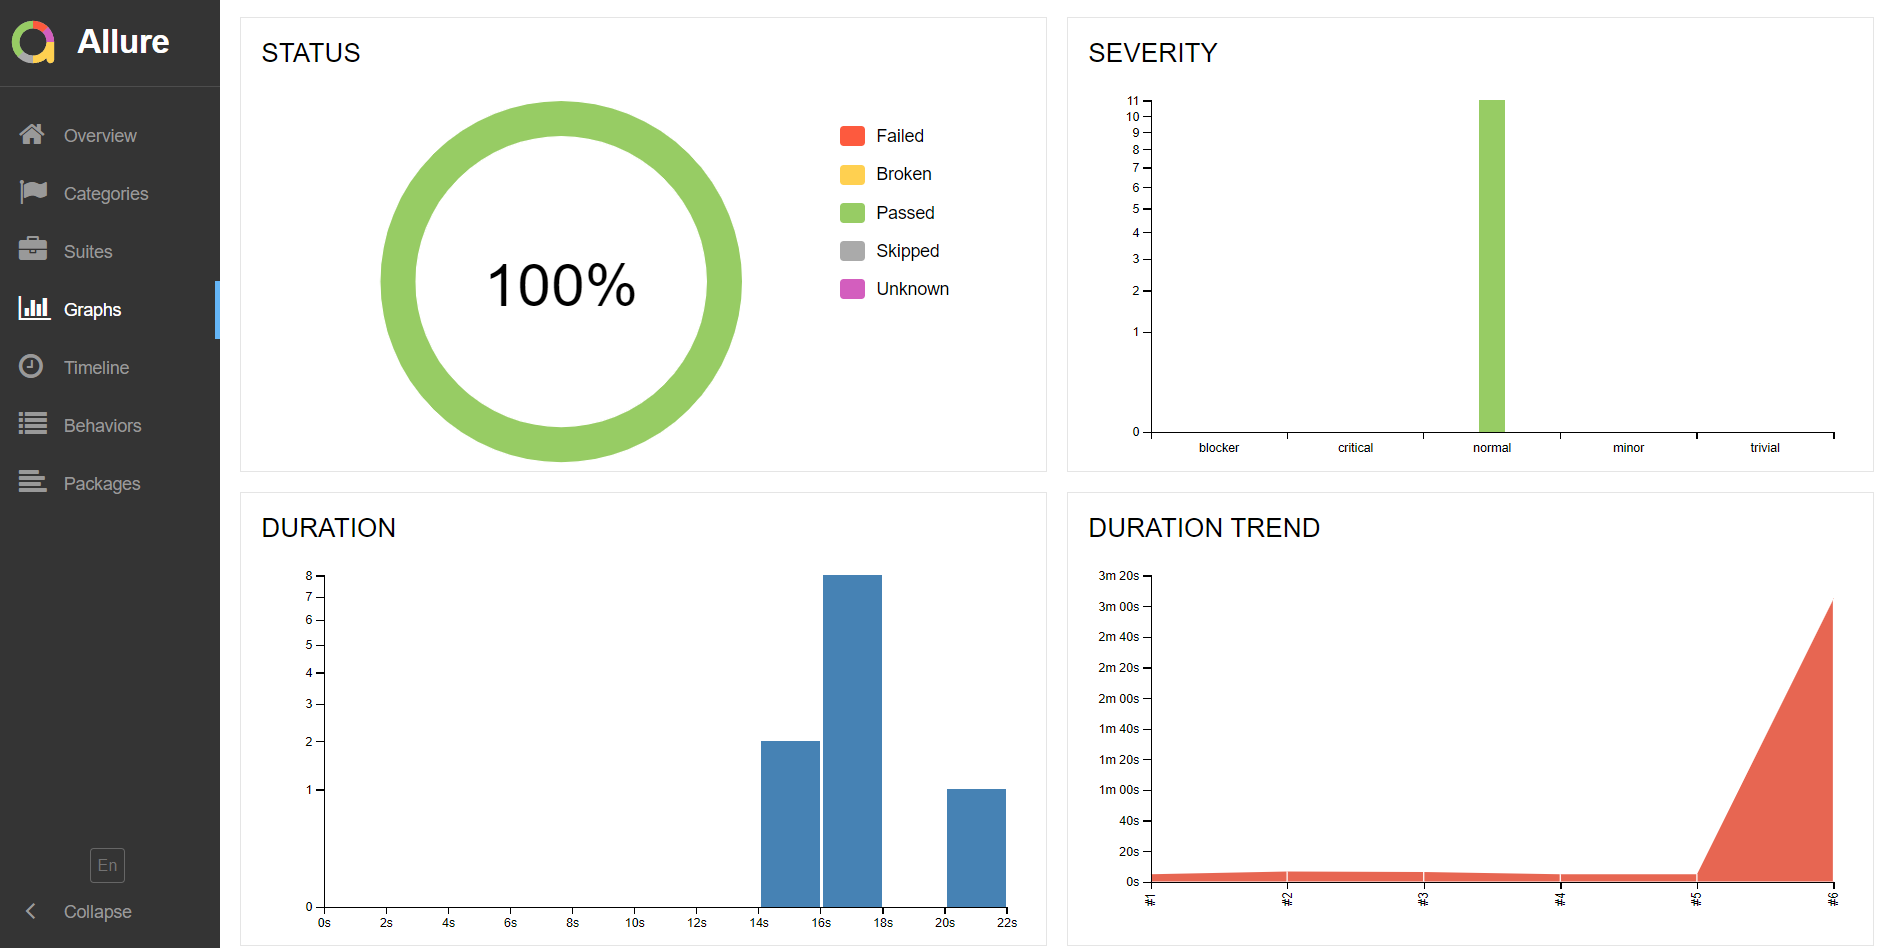 Allure
Overview
Categories
Suites
Graphs
Timeline
Behaviors
Packages
En
Collapse
STATUS
100%
Failed
Broken
Passed
Skipped
Unknown
SEVERITY
11
10
9
8
7
6
5
4
3
2
1
0
blocker critical normal minor trivial
DURATION
8
7
6
5
4
3
2
1
0
0s 2s 4s 6s 8s 10s 12s 14s 16s 18s 20s 22s
DURATION TREND
3m 20s
3m 00s
2m 40s
2m 20s
2m 00s
1m 40s
1m 20s
1m 00s
40s
20s
0s
#1 #2 #3 #4 #5 #6